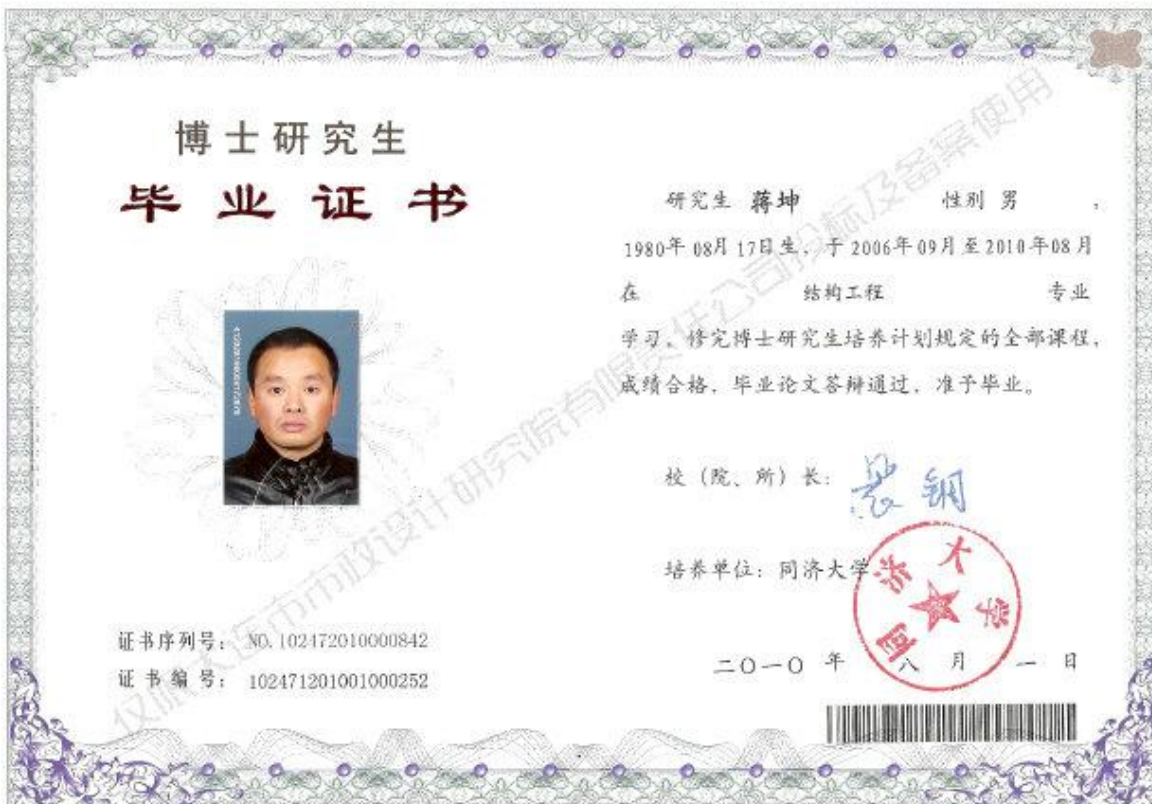 博士研究生
毕业证书
研究生 蒋坤 性别 男 ，
1980年08月17日生，于2006年09月至2010年08月
在 结构工程 专业
学习，修完博士研究生培养计划规定的全部课程，
成绩合格，毕业论文答辩通过，准予毕业。
校（院、所）长：裴钢
培养单位：同济大学
同济大学
二〇一〇年八月一日
证书序列号：NO.102472010000842
证书编号：102471201001000252
仅限大连市市政设计研究院有限责任公司投标及备案使用